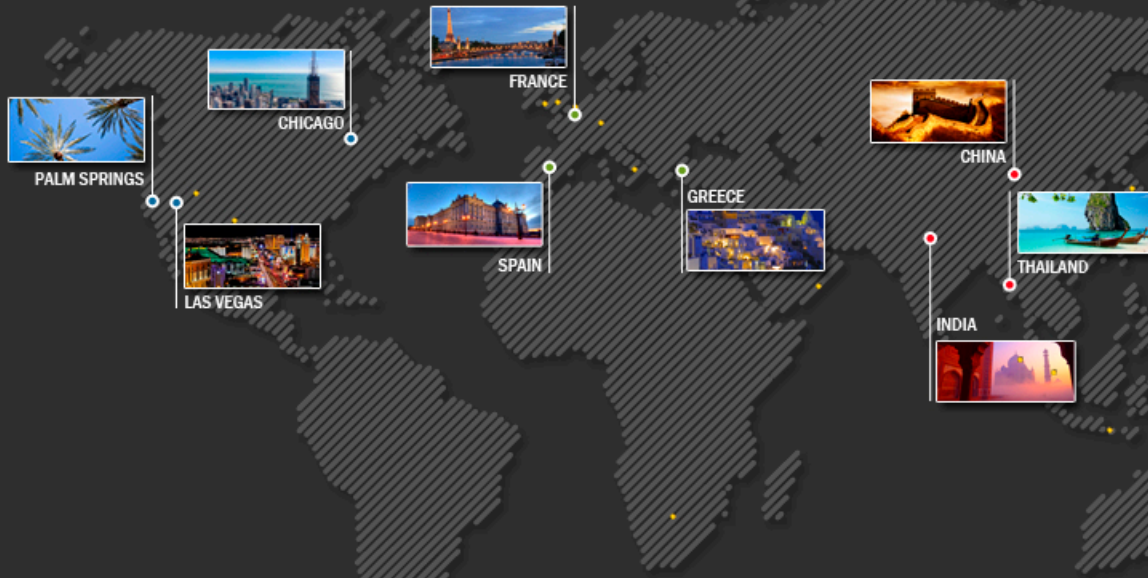 FRANCE
CHICAGO
CHINA
PALM SPRINGS
GREECE
SPAIN
THAILAND
LAS VEGAS
INDIA